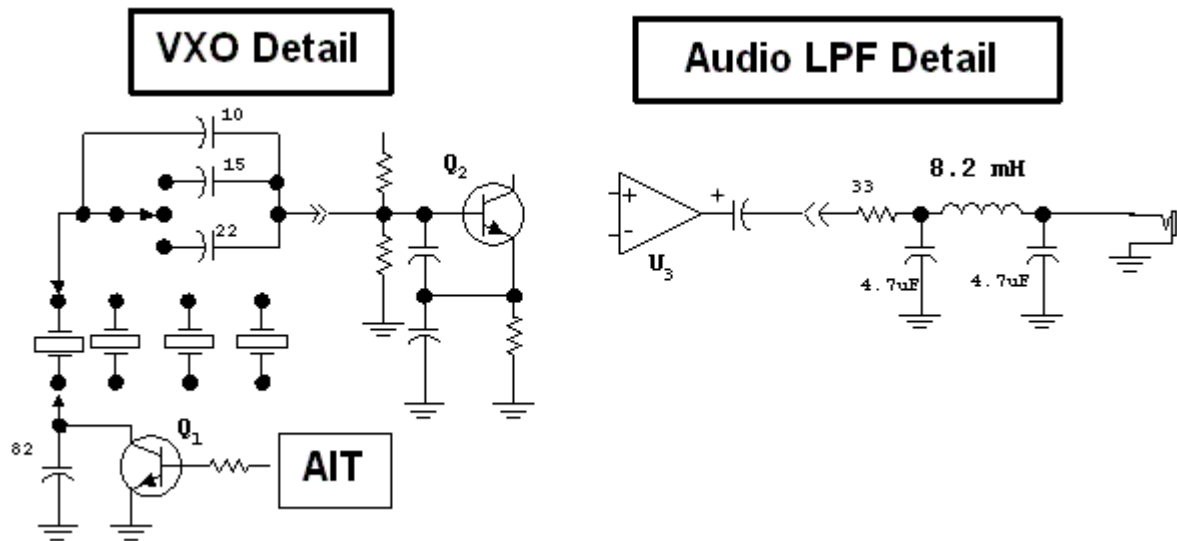 VXO Detail
10
15
22
Q2
82
Q1
AIT
Audio LPF Detail
+
-
U3
+
33
8.2 mH
4.7uF
4.7uF